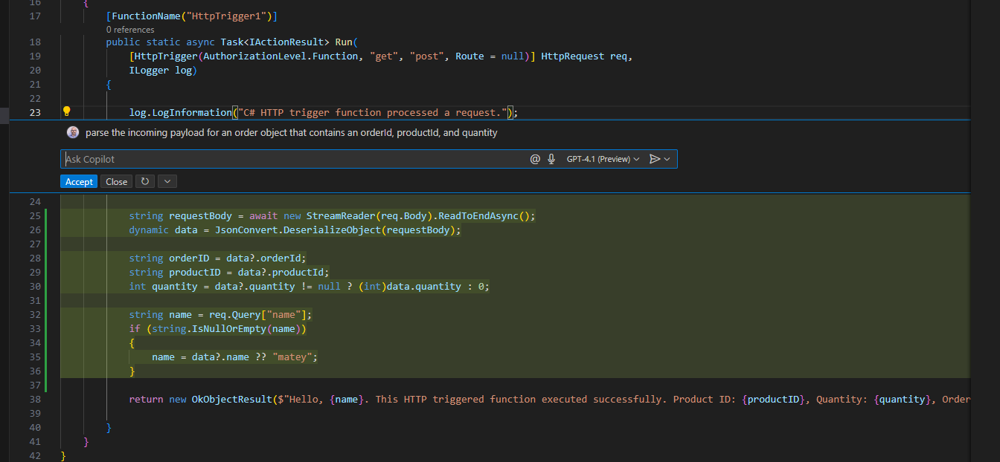 16 {
17 [FunctionName("HttpTrigger1")]
0 references
18 public static async Task<IActionResult> Run(
19 [HttpTrigger(AuthorizationLevel.Function, "get", "post", Route = null)] HttpRequest req,
20 ILogger log)
21 {
22
23 log.LogInformation("C# HTTP trigger function processed a request.");
parse the incoming payload for an order object that contains an orderId, productId, and quantity
Ask Copilot @ GPT-4.1 (Preview)
Accept Close
24
25 string requestBody = await new StreamReader(req.Body).ReadToEndAsync();
26 dynamic data = JsonConvert.DeserializeObject(requestBody);
27
28 string orderID = data?.orderId;
29 string productID = data?.productId;
30 int quantity = data?.quantity != null ? (int)data.quantity : 0;
31
32 string name = req.Query["name"];
33 if (string.IsNullOrEmpty(name))
34 {
35 name = data?.name ?? "matey";
36 }
37
38 return new OkObjectResult($"Hello, {name}. This HTTP triggered function executed successfully. Product ID: {productID}, Quantity: {quantity}, Order
39
40 }
41 }
42 }